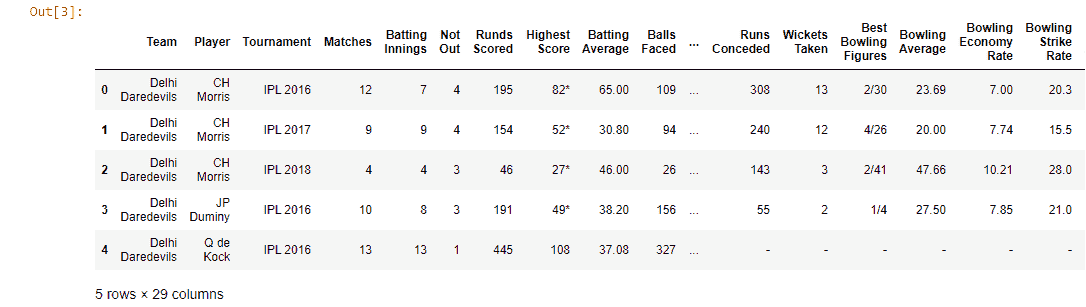 Out[3]:
Team Player Tournament Matches Batting Innings Not Out Runds Scored Highest Score Batting Average Balls Faced ... Runs Conceded Wickets Taken Best Bowling Figures Bowling Average Bowling Economy Rate Bowling Strike Rate
0 Delhi Daredevils CH Morris IPL 2016 12 7 4 195 82* 65.00 109 ... 308 13 2/30 23.69 7.00 20.3
1 Delhi Daredevils CH Morris IPL 2017 9 9 4 154 52* 30.80 94 ... 240 12 4/26 20.00 7.74 15.5
2 Delhi Daredevils CH Morris IPL 2018 4 4 3 46 27* 46.00 26 ... 143 3 2/41 47.66 10.21 28.0
3 Delhi Daredevils JP Duminy IPL 2016 10 8 3 191 49* 38.20 156 ... 55 2 1/4 27.50 7.85 21.0
4 Delhi Daredevils Q de Kock IPL 2016 13 13 1 445 108 37.08 327 ... - - - - - -
5 rows × 29 columns